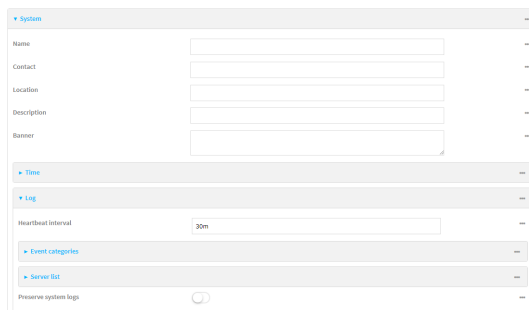 System
Name
Contact
Location
Description
Banner
Time
Log
Heartbeat interval
30m
Event categories
Server list
Preserve system logs